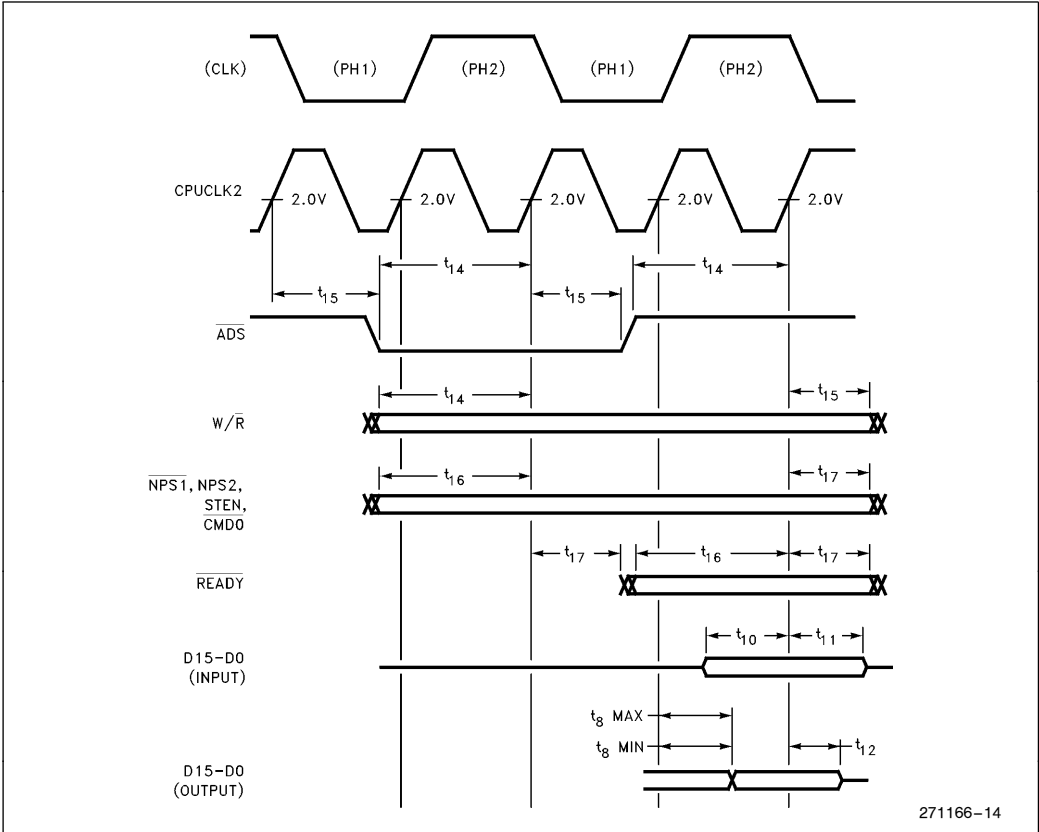 (CLK) (PH1) (PH2) (PH1) (PH2)
CPUCLK2 2.0V 2.0V 2.0V 2.0V 2.0V
t14 t14
t15 t15
ADS
t14 t15
W/R
t16 t17
NPS1, NPS2,
STEN,
CMD0
t17 t16 t17
READY
t10 t11
D15-D0
(INPUT)
t8 MAX
t8 MIN t12
D15-D0
(OUTPUT)
271166-14